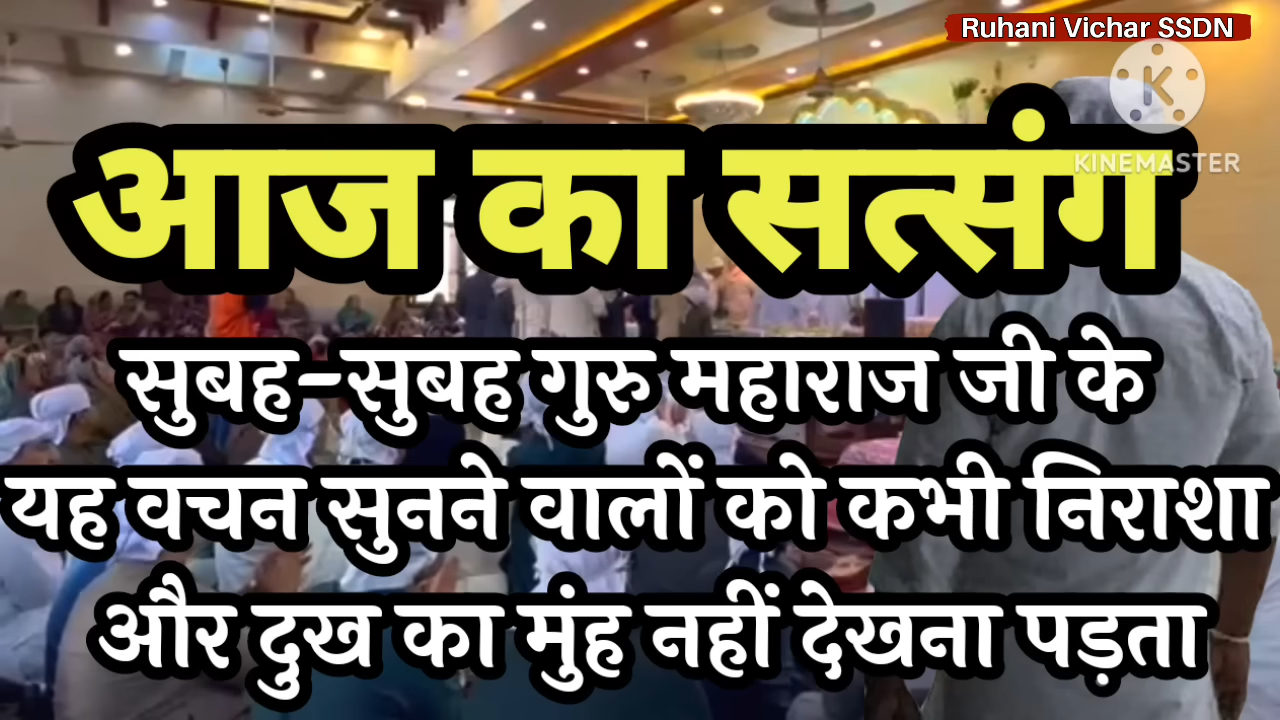 Ruhani Vichar SSDN
K
KINEMASTER
आज का सत्संग
सुबह-सुबह गुरु महाराज जी के
यह वचन सुनने वालों को कभी निराशा
और दुख का मुंह नहीं देखना पड़ता